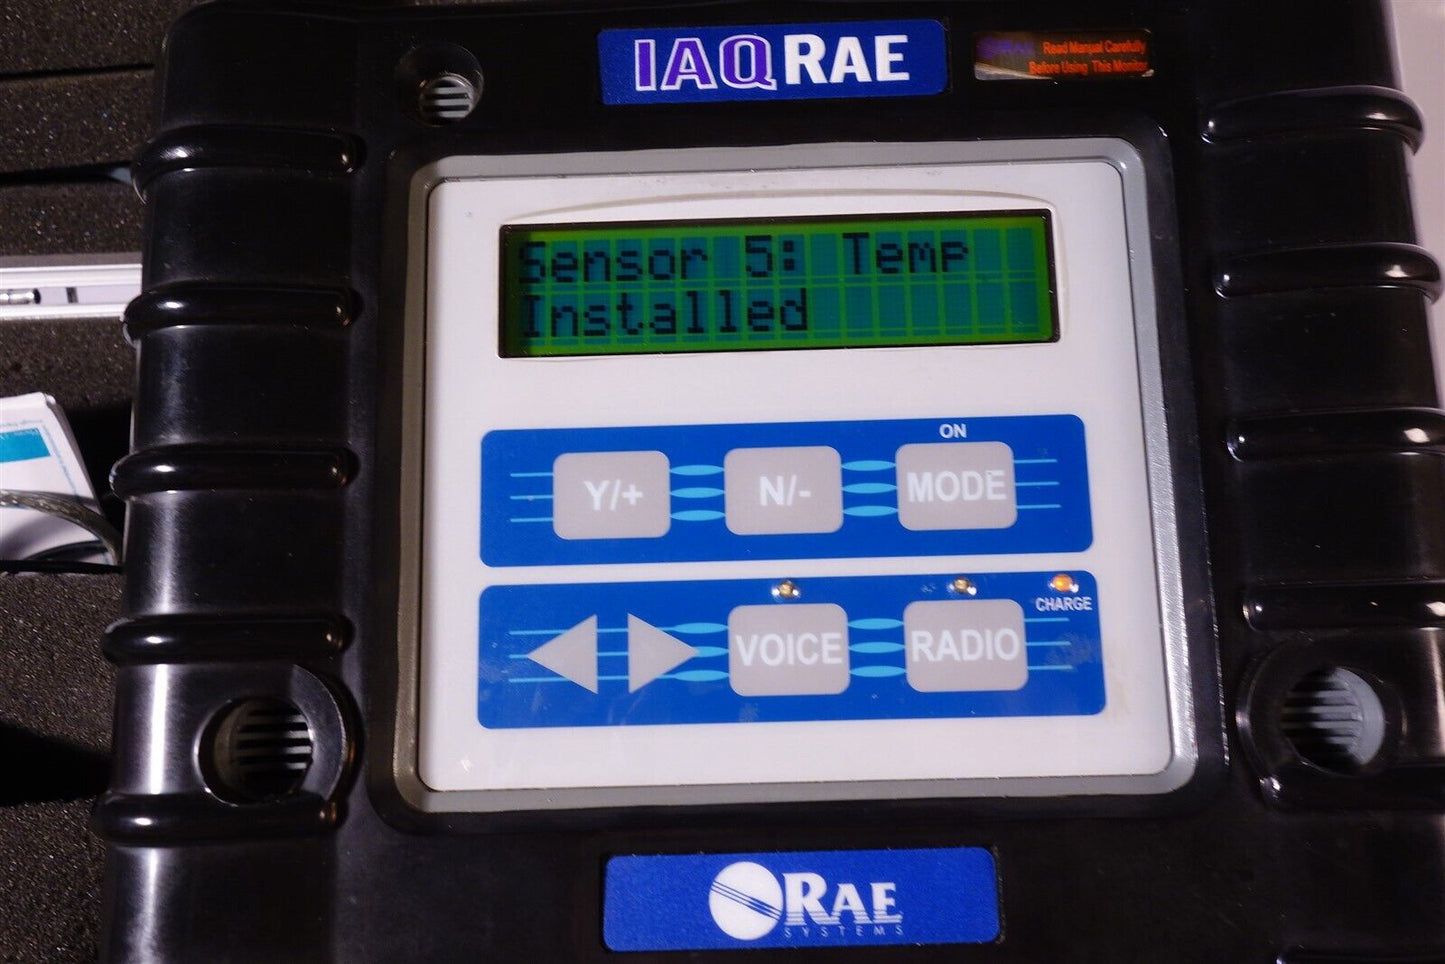 IAQRAE
Read Manual Carefully
Before Using This Monitor
Sensor 5: Temp
Installed
ON
Y/+
N/-
MODE
CHARGE
VOICE
RADIO
RAE
SYSTEMS